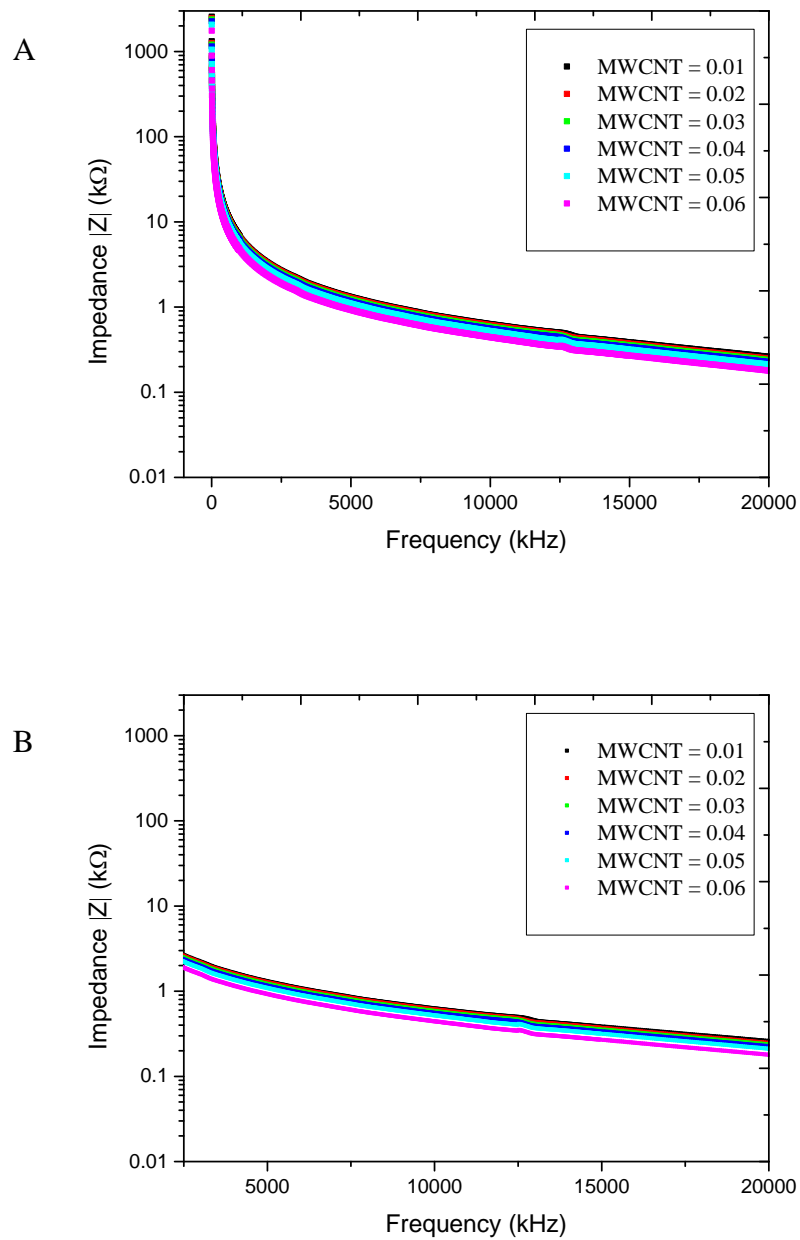 A
Impedance |Z| (kΩ)
1000
100
10
1
0.1
0.01
MWCNT = 0.01
MWCNT = 0.02
MWCNT = 0.03
MWCNT = 0.04
MWCNT = 0.05
MWCNT = 0.06
0 5000 10000 15000 20000
Frequency (kHz)
B
Impedance |Z| (kΩ)
1000
100
10
1
0.1
0.01
MWCNT = 0.01
MWCNT = 0.02
MWCNT = 0.03
MWCNT = 0.04
MWCNT = 0.05
MWCNT = 0.06
5000 10000 15000 20000
Frequency (kHz)